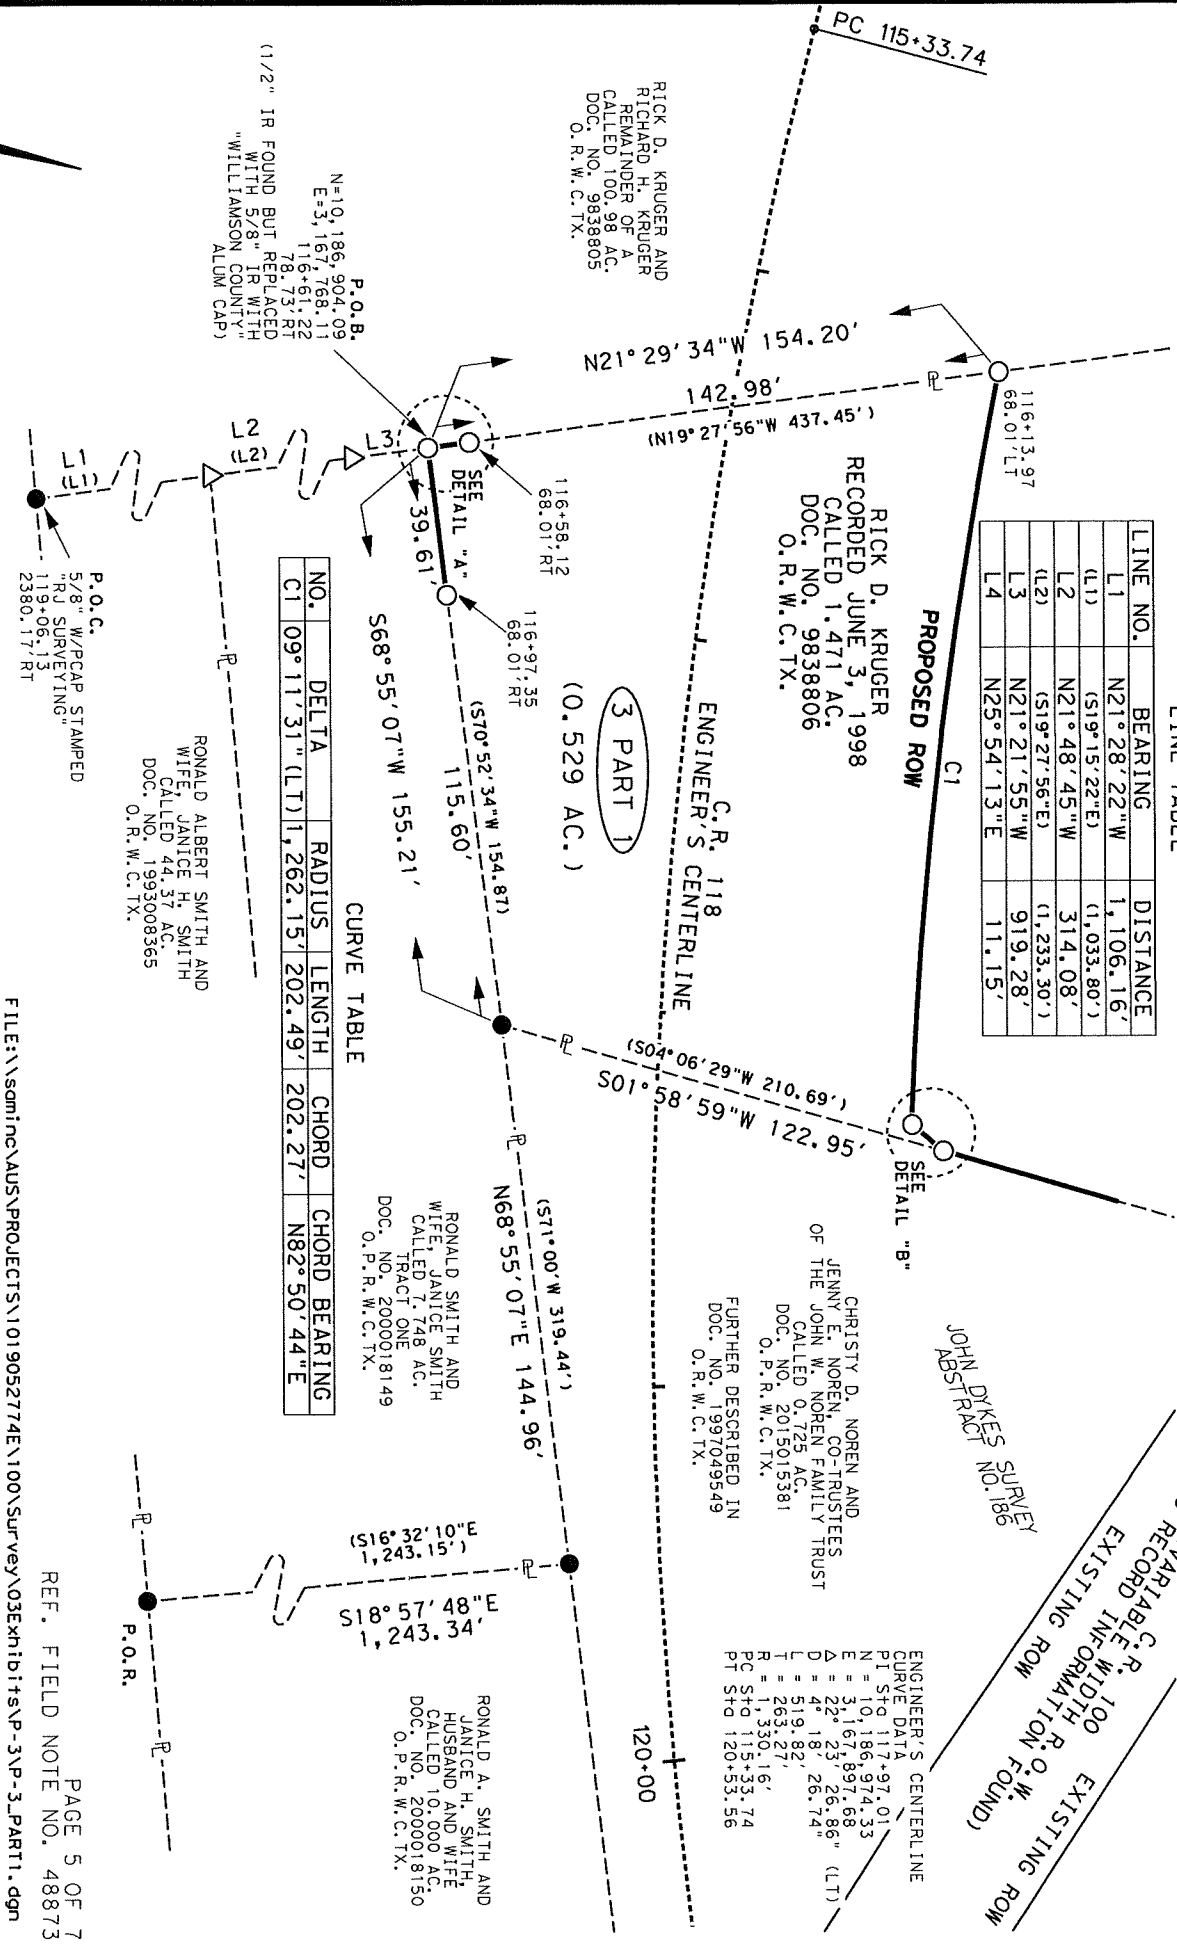 LINE TABLE
LINE NO. BEARING DISTANCE
L1 N21°28'22"W 1,106.16'
(L1) (S19°15'22"E) (1,033.80')
L2 N21°48'45"W 314.08'
(L2) (S19°27'56"E) (1,233.30')
L3 N21°21'55"W 919.28'
L4 N25°54'13"E 11.15'
PC 115+33.74
RICK D. KRUGER AND
RICHARD H. KRUGER
REMAINDER OF A
CALLED 100.98 AC.
DOC. NO. 9838805
O.R.W.C.TX.
116+13.97
68.01'LT
N21°29'34"W 154.20'
142.98'
(N19°27'56"W 437.45')
RICK D. KRUGER
RECORDED JUNE 3, 1998
CALLED 1.471 AC.
DOC. NO. 9838806
O.R.W.C.TX.
PROPOSED ROW
C1
C.R. 118
ENGINEER'S CENTERLINE
3 PART 1
(0.529 AC.)
SEE
DETAIL "B"
(S04°06'29"W 210.69')
S01°58'59"W 122.95'
JOHN DYKES SURVEY
ABSTRACT NO.186
C.R. 100
VARIABLE WIDTH R.O.W.
RECORD INFORMATION FOUND)
EXISTING ROW
EXISTING ROW
CHRISTY D. NOREN AND
JENNY E. NOREN, CO-TRUSTEES
OF THE JOHN W. NOREN FAMILY TRUST
CALLED 0.725 AC.
DOC. NO. 2015015381
O.P.R.W.C.TX.
FURTHER DESCRIBED IN
DOC. NO. 1997049549
O.R.W.C.TX.
ENGINEER'S CENTERLINE
CURVE DATA
PI Sta 117+97.01
N = 10,186,974.33
E = 3,167,897.68
Δ = 22° 23' 26.86" (LT)
D = 4° 18' 26.74"
L = 519.82'
T = 263.27'
R = 1,330.16'
PC Sta 115+33.74
PT Sta 120+53.56
120+00
P.O.B.
N=10,186,904.09
E=3,167,768.11
116+61.22
78.73'RT
(1/2" IR FOUND BUT REPLACED
WITH 5/8" IR WITH
"WILLIAMSON COUNTY"
ALUM CAP)
SEE
DETAIL "A"
116+58.12
68.01'RT
116+97.35
68.01'RT
39.61'
(S70°52'34"W 154.87)
115.60'
S68°55'07"W 155.21'
(S71°00'W 319.44')
N68°55'07"E 144.96'
RONALD SMITH AND
WIFE, JANICE SMITH
CALLED 7.748 AC.
TRACT ONE
DOC. NO. 2000018149
O.P.R.W.C.TX.
CURVE TABLE
NO. DELTA RADIUS LENGTH CHORD CHORD BEARING
C1 09°11'31"(LT) 1,262.15' 202.49' 202.27' N82°50'44"E
L3
L2
(L2)
L1
(L1)
P.O.C.
5/8" W/PCAP STAMPED
"RJ SURVEYING"
119+06.13
2380.17'RT
RONALD ALBERT SMITH AND
WIFE, JANICE H. SMITH
CALLED 44.37 AC.
DOC. NO. 1993008365
O.R.W.C.TX.
(S16°32'10"E
1,243.15')
S18°57'48"E
1,243.34'
P.O.R.
RONALD A. SMITH AND
JANICE H. SMITH,
HUSBAND AND WIFE
CALLED 10.000 AC.
DOC. NO. 2000018150
O.P.R.W.C.TX.
PAGE 5 OF 7
REF. FIELD NOTE NO. 48873
FILE:\\saminc\AUS\PROJECTS\1019052774E\100\Survey\03Exhibits\P-3\P-3_PART1.dgn